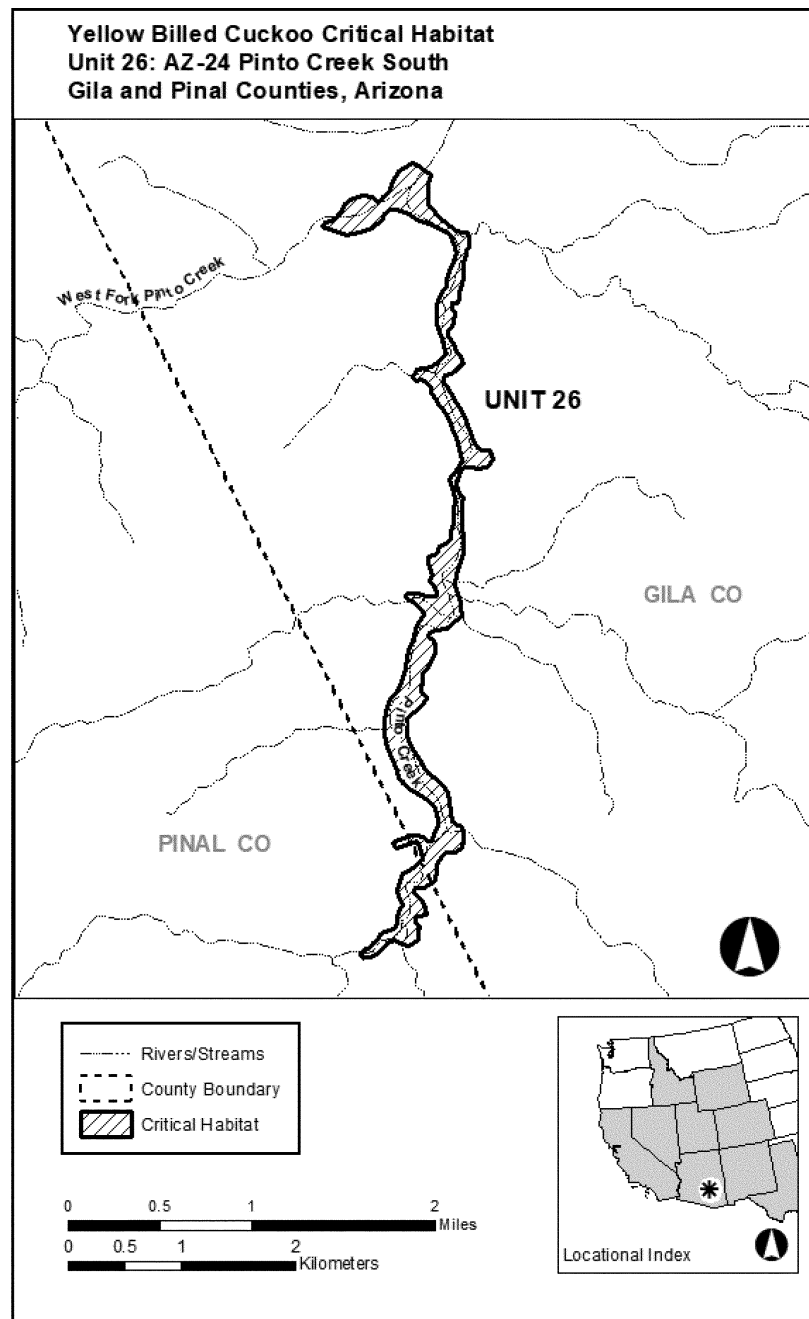 Yellow Billed Cuckoo Critical Habitat
Unit 26: AZ-24 Pinto Creek South
Gila and Pinal Counties, Arizona
West Fork Pinto Creek
UNIT 26
GILA CO
Pinto Creek
PINAL CO
Rivers/Streams
County Boundary
Critical Habitat
0 0.5 1 2
Miles
0 0.5 1 2
Kilometers
Locational Index